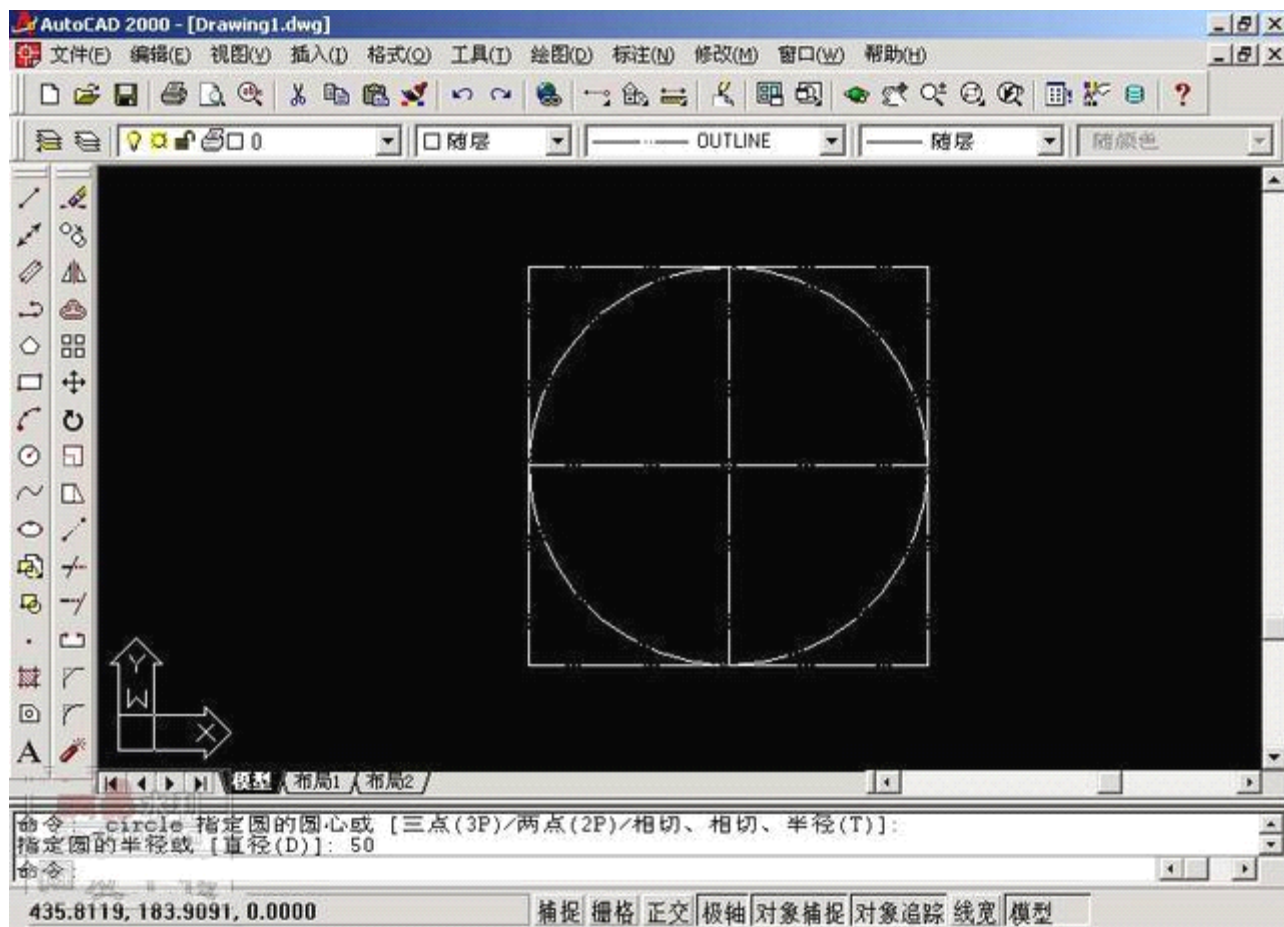 AutoCAD 2000 - [Drawing1.dwg]
文件(F) 编辑(E) 视图(V) 插入(I) 格式(O) 工具(T) 绘图(D) 标注(N) 修改(M) 窗口(W) 帮助(H)
0 随层 OUTLINE 随层 随颜色
A
Y
W
X
模型 布局1 布局2
命令: _circle 指定圆的圆心或 [三点(3P)/两点(2P)/相切、相切、半径(T)]:
指定圆的半径或 [直径(D)]: 50
命令:
435.8119, 183.9091, 0.0000 捕捉 栅格 正交 极轴 对象捕捉 对象追踪 线宽 模型